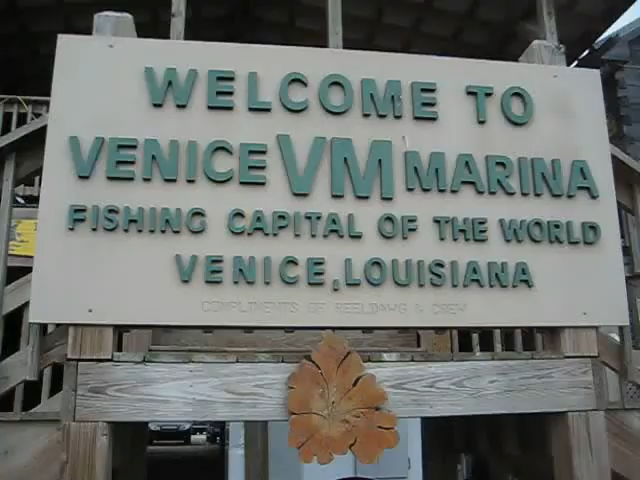 WELCOME TO
VENICE VM MARINA
FISHING CAPITAL OF THE WORLD
VENICE, LOUISIANA
COMPLIMENTS OF REELDAWG & CREW